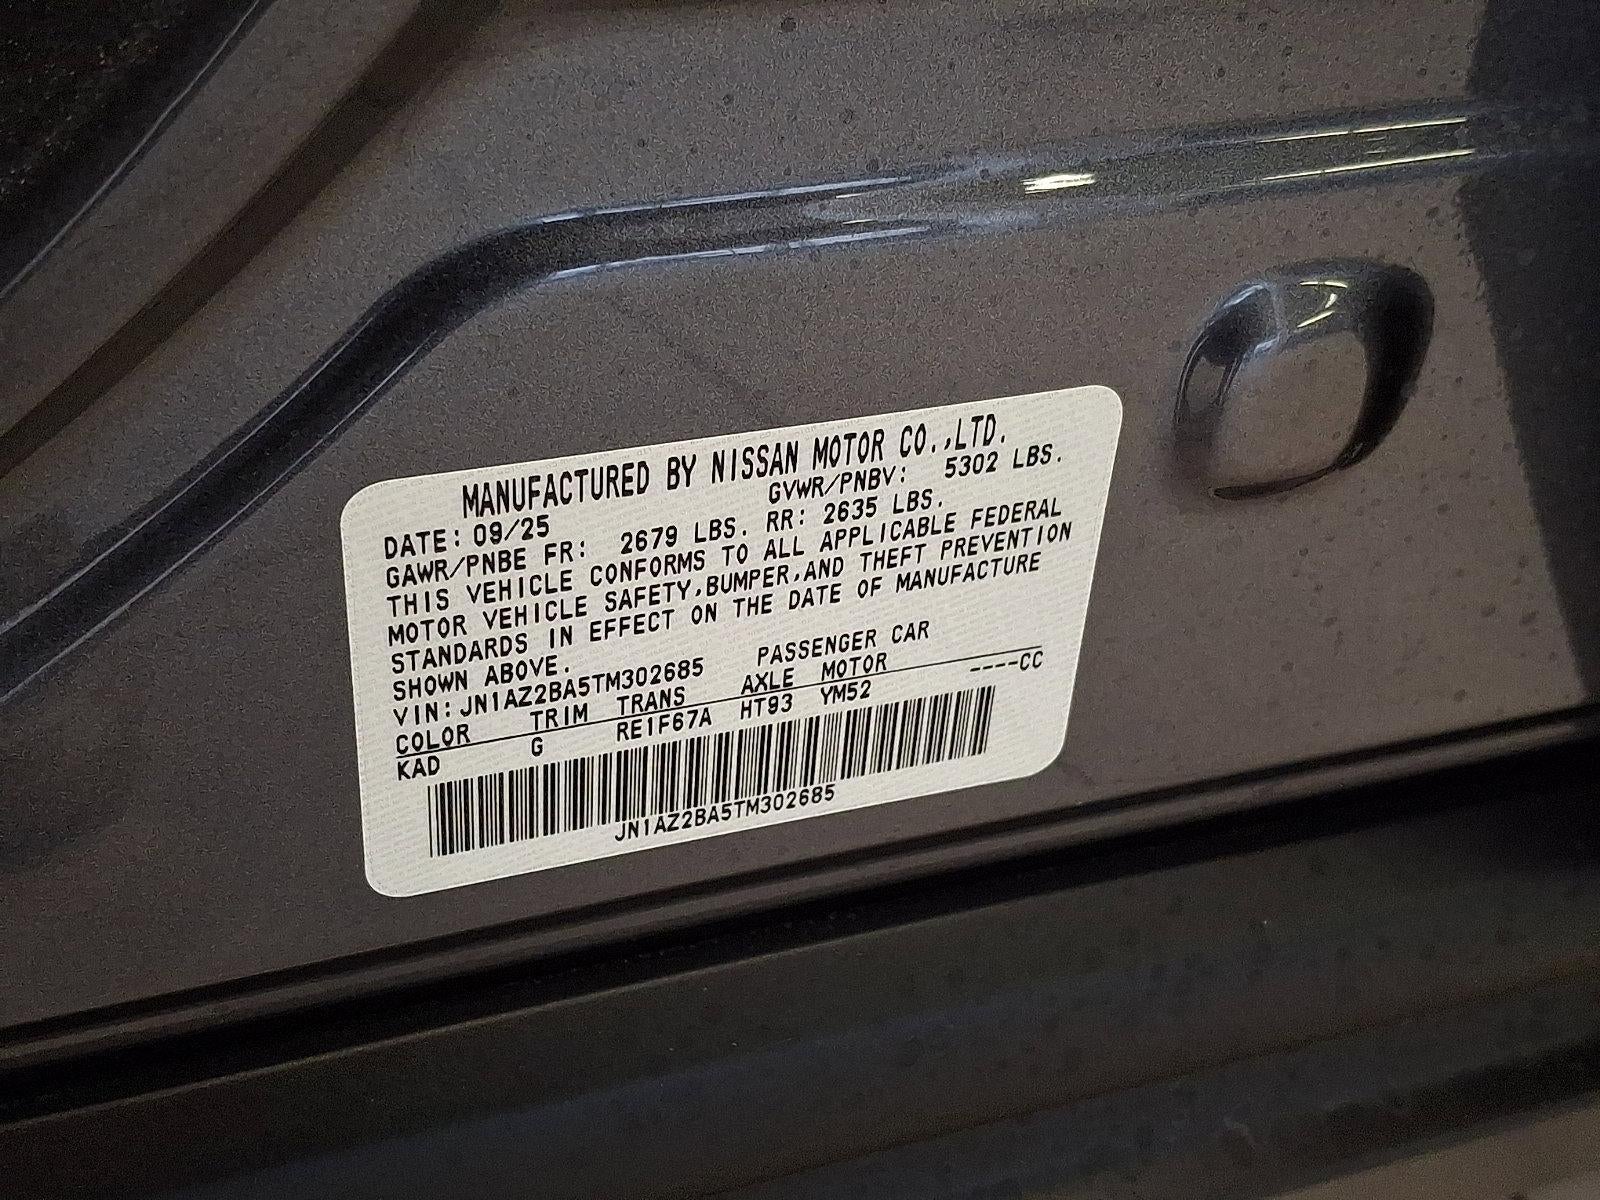 MANUFACTURED BY NISSAN MOTOR CO.,LTD.
DATE: 09/25 GVWR/PNBV: 5302 LBS.
GAWR/PNBE FR: 2679 LBS. RR: 2635 LBS.
THIS VEHICLE CONFORMS TO ALL APPLICABLE FEDERAL
MOTOR VEHICLE SAFETY,BUMPER,AND THEFT PREVENTION
STANDARDS IN EFFECT ON THE DATE OF MANUFACTURE
SHOWN ABOVE.
VIN: JN1AZ2BA5TM302685 PASSENGER CAR
COLOR TRIM TRANS AXLE MOTOR ----CC
KAD G RE1F67A HT93 YM52
JN1AZ2BA5TM302685